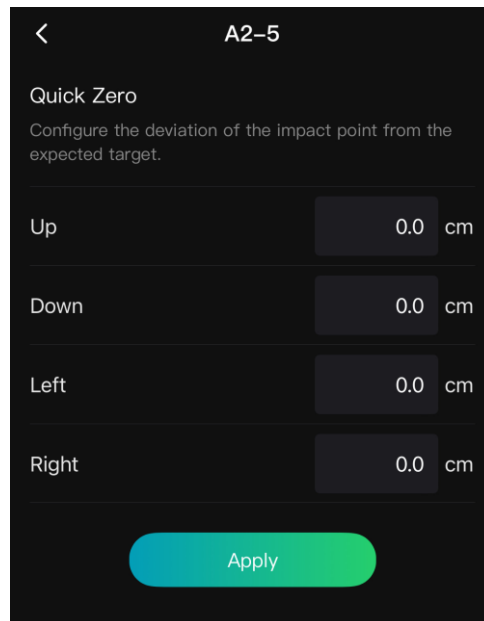 A2-5
Quick Zero
Configure the deviation of the impact point from the
expected target.
Up 0.0 cm
Down 0.0 cm
Left 0.0 cm
Right 0.0 cm
Apply